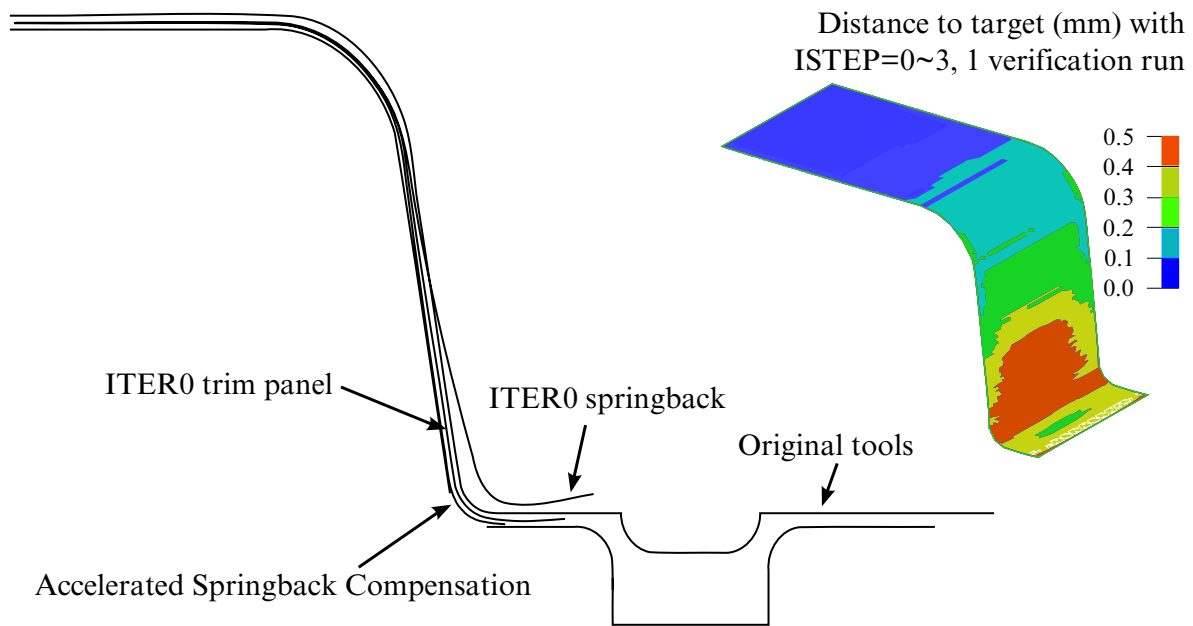 Distance to target (mm) with
ISTEP=0~3, 1 verification run
0.5
0.4
0.3
0.2
0.1
0.0
ITER0 trim panel
ITER0 springback
Original tools
Accelerated Springback Compensation